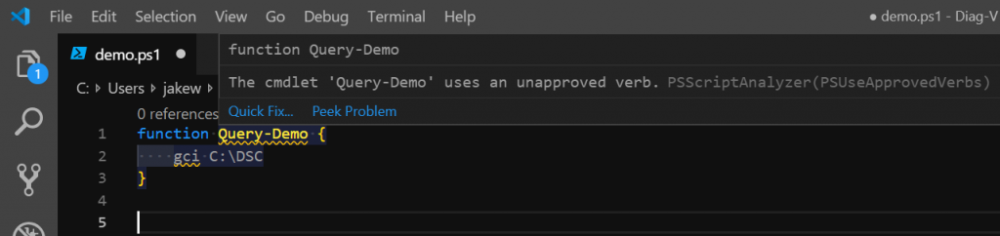 File Edit Selection View Go Debug Terminal Help ● demo.ps1 - Diag-V
demo.ps1 ●
function Query-Demo
The cmdlet 'Query-Demo' uses an unapproved verb. PSScriptAnalyzer(PSUseApprovedVerbs)
Quick Fix... Peek Problem
1
C: > Users > jakew >
0 references
1 function Query-Demo {
2 ····gci C:\DSC
3 }
4
5